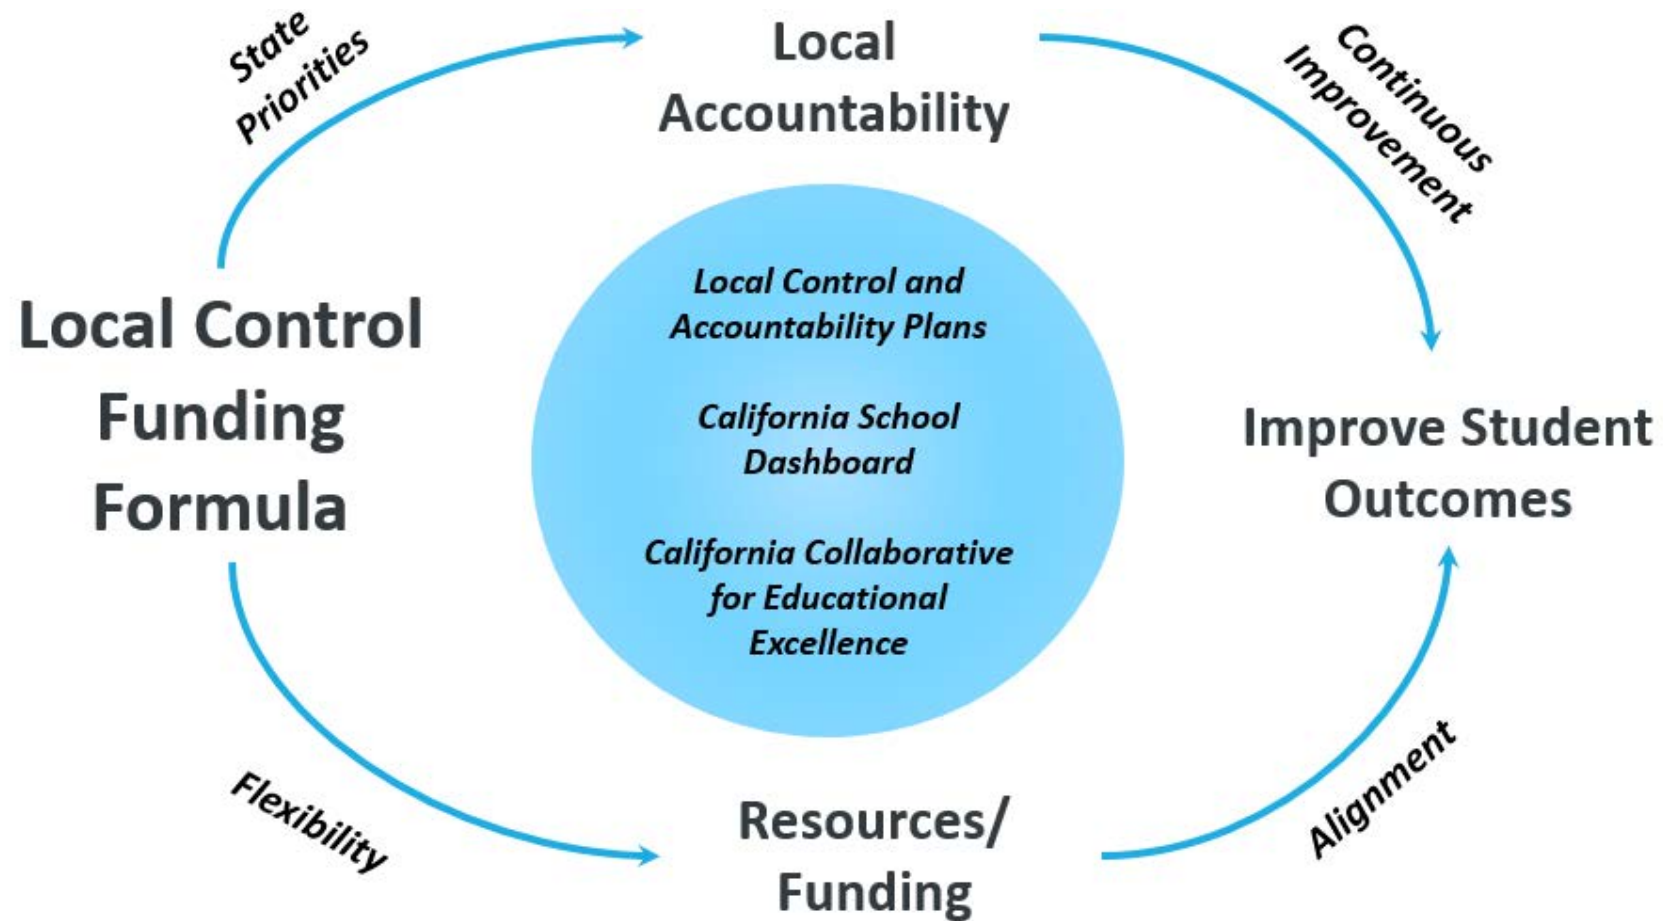 State
Priorities
Local
Accountability
Continuous
Improvement
Local Control
Funding
Formula
Local Control and
Accountability Plans
California School
Dashboard
California Collaborative
for Educational
Excellence
Improve Student
Outcomes
Flexibility
Resources/
Funding
Alignment